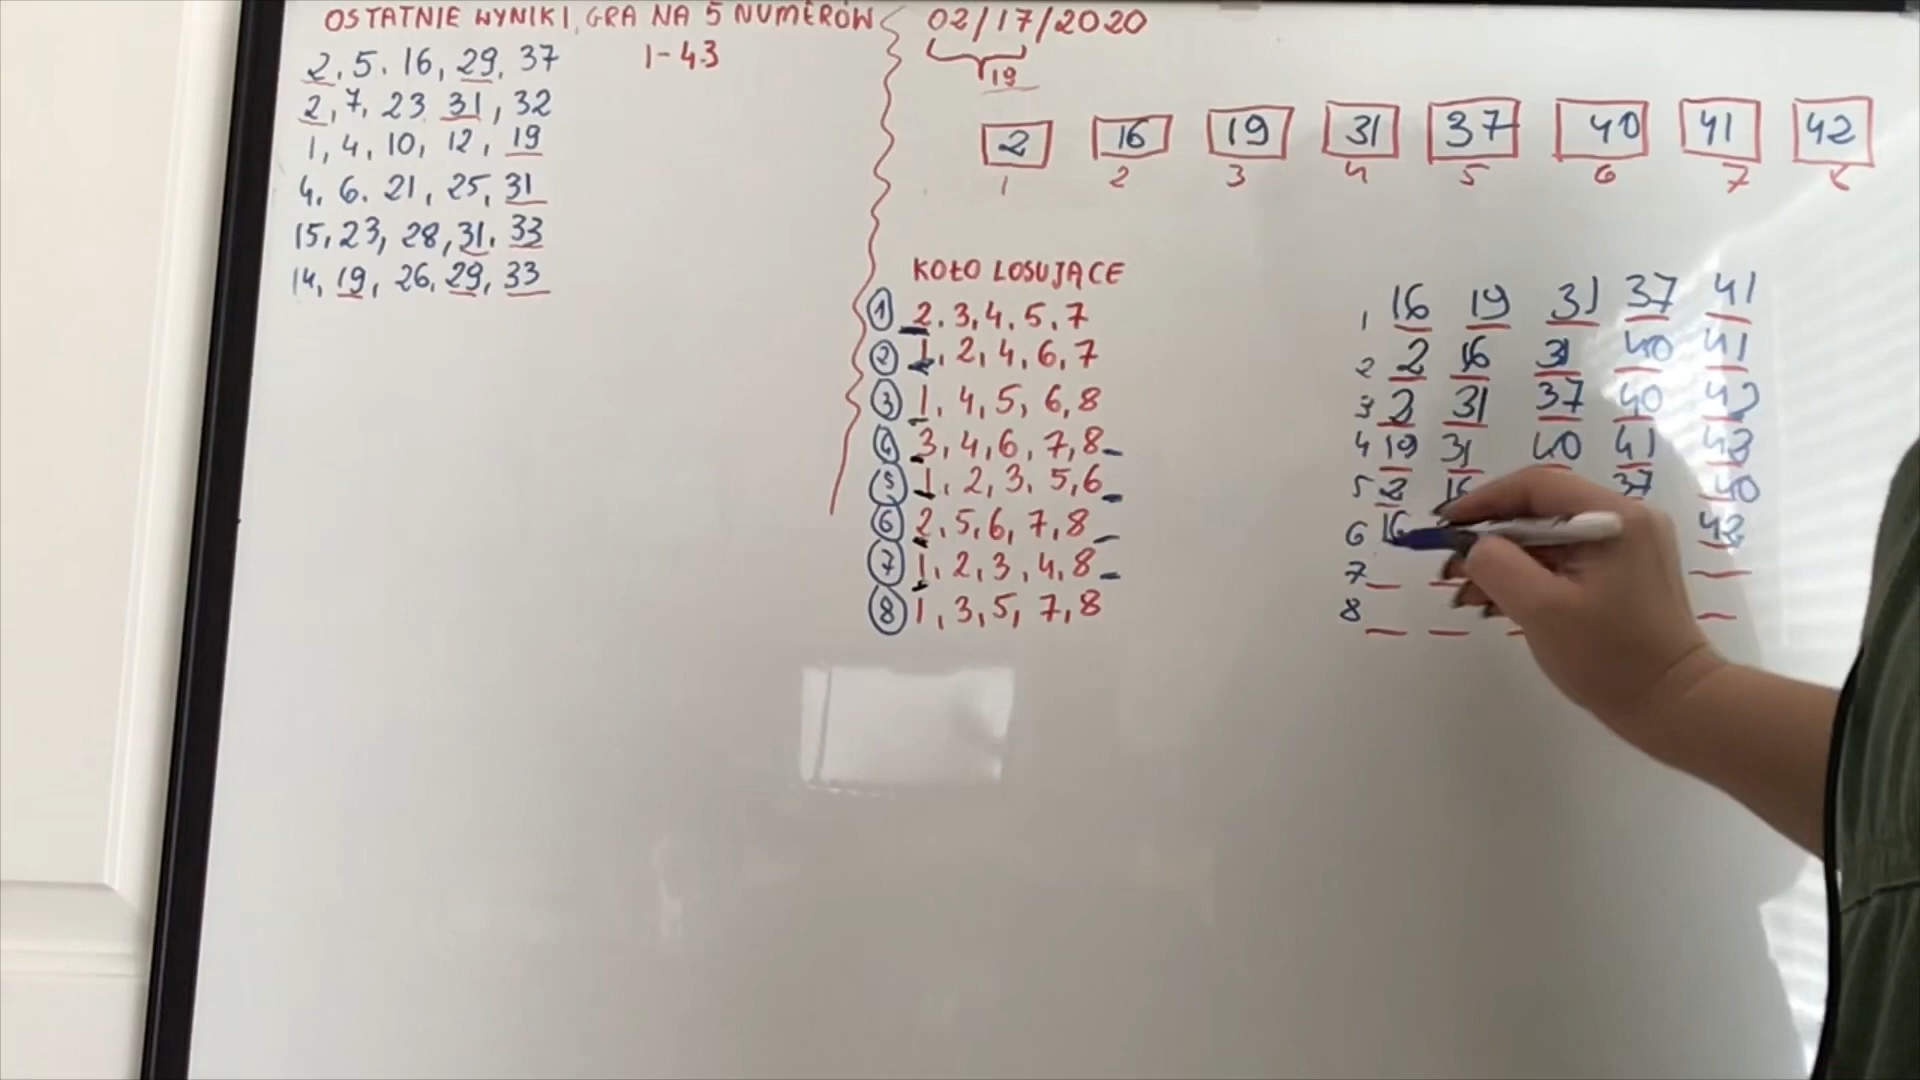 OSTATNIE WYNIKI, GRA NA 5 NUMERÓW
1-43
2, 5. 16, 29, 37
2, 7, 23 31, 32
1, 4, 10, 12, 19
4, 6. 21, 25, 31
15, 23, 28, 31, 33
14, 19, 26, 29, 33
02/17/2020
19
2 16 19 31 37 40 41 42
1 2 3 4 5 6 7
KOŁO LOSUJĄCE
1 2, 3, 4, 5, 7
2 1, 2, 4, 6, 7
3 1, 4, 5, 6, 8
4 3, 4, 6, 7, 8
5 1, 2, 3, 5, 6
6 2, 5, 6, 7, 8
7 1, 2, 3, 4, 8
8 1, 3, 5, 7, 8
1 16 19 31 37 41
2 2 16 31 40 41
3 2 31 37 40 42
4 19 31 40 41 42
5 2 16 37 40
6 16 42
7
8